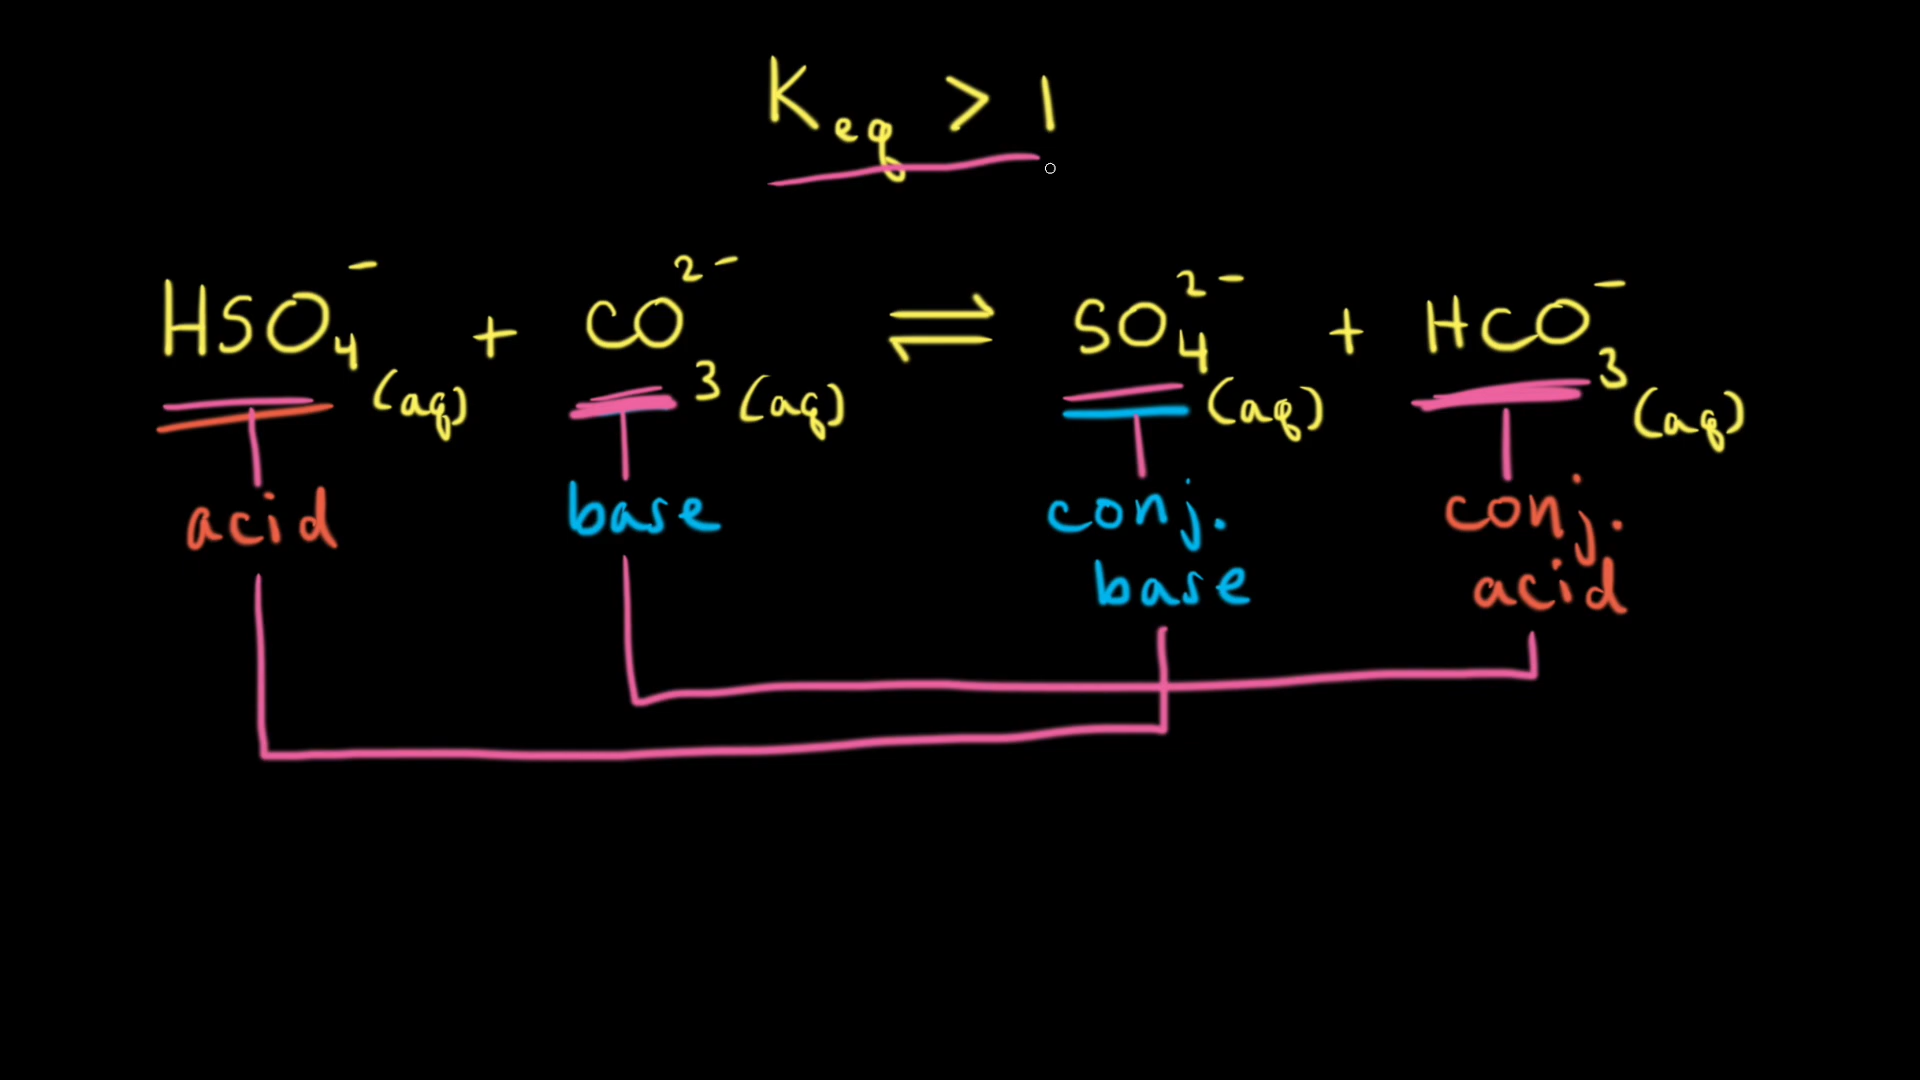 Keq > 1
HSO₄⁻(aq) + CO₃²⁻(aq) ⇌ SO₄²⁻(aq) + HCO₃⁻(aq)
acid base conj. base conj. acid